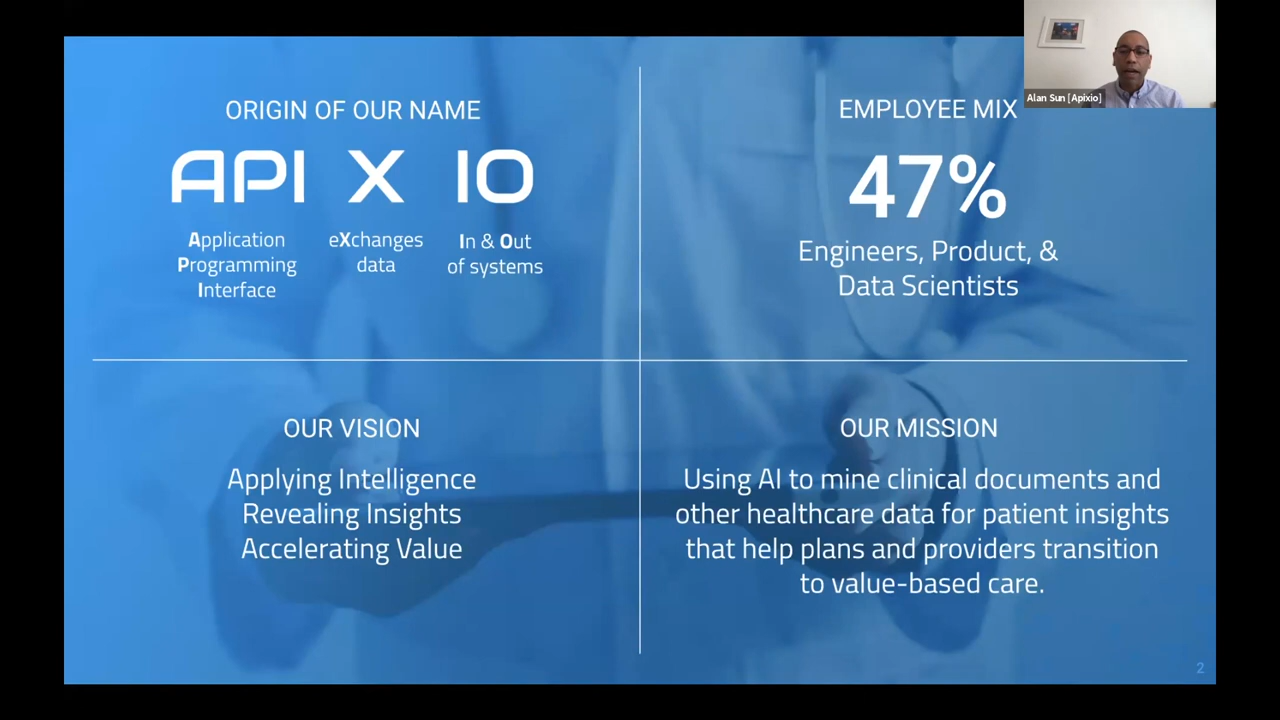 ORIGIN OF OUR NAME
API X IO
Application
Programming
Interface
eXchanges
data
In & Out
of systems
EMPLOYEE MIX
47%
Engineers, Product, &
Data Scientists
Alan Sun [Apixio]
OUR VISION
Applying Intelligence
Revealing Insights
Accelerating Value
OUR MISSION
Using AI to mine clinical documents and
other healthcare data for patient insights
that help plans and providers transition
to value-based care.
2